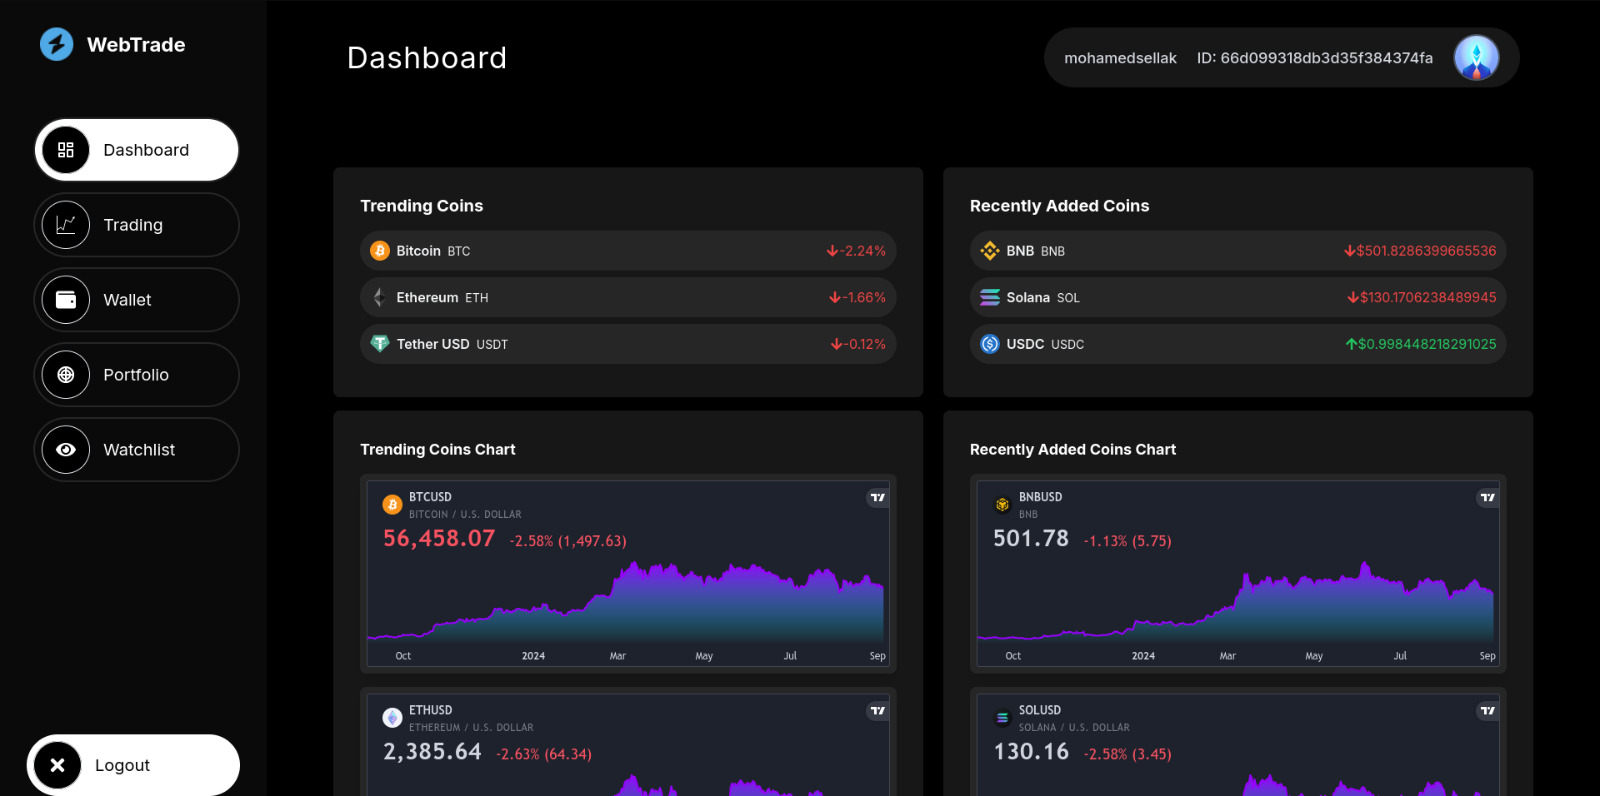 WebTrade
Dashboard
Trading
Wallet
Portfolio
Watchlist
Logout
Dashboard
mohamedsellak ID: 66d099318db3d35f384374fa
Trending Coins
Bitcoin BTC -2.24%
Ethereum ETH -1.66%
Tether USD USDT -0.12%
Recently Added Coins
BNB BNB $501.8286399665536
Solana SOL $130.1706238489945
USDC USDC $0.998448218291025
Trending Coins Chart
BTCUSD
BITCOIN / U.S. DOLLAR
56,458.07 -2.58% (1,497.63)
Oct 2024 Mar May Jul Sep
ETHUSD
ETHEREUM / U.S. DOLLAR
2,385.64 -2.63% (64.34)
Recently Added Coins Chart
BNBUSD
BNB
501.78 -1.13% (5.75)
Oct 2024 Mar May Jul Sep
SOLUSD
SOLANA / U.S. DOLLAR
130.16 -2.58% (3.45)